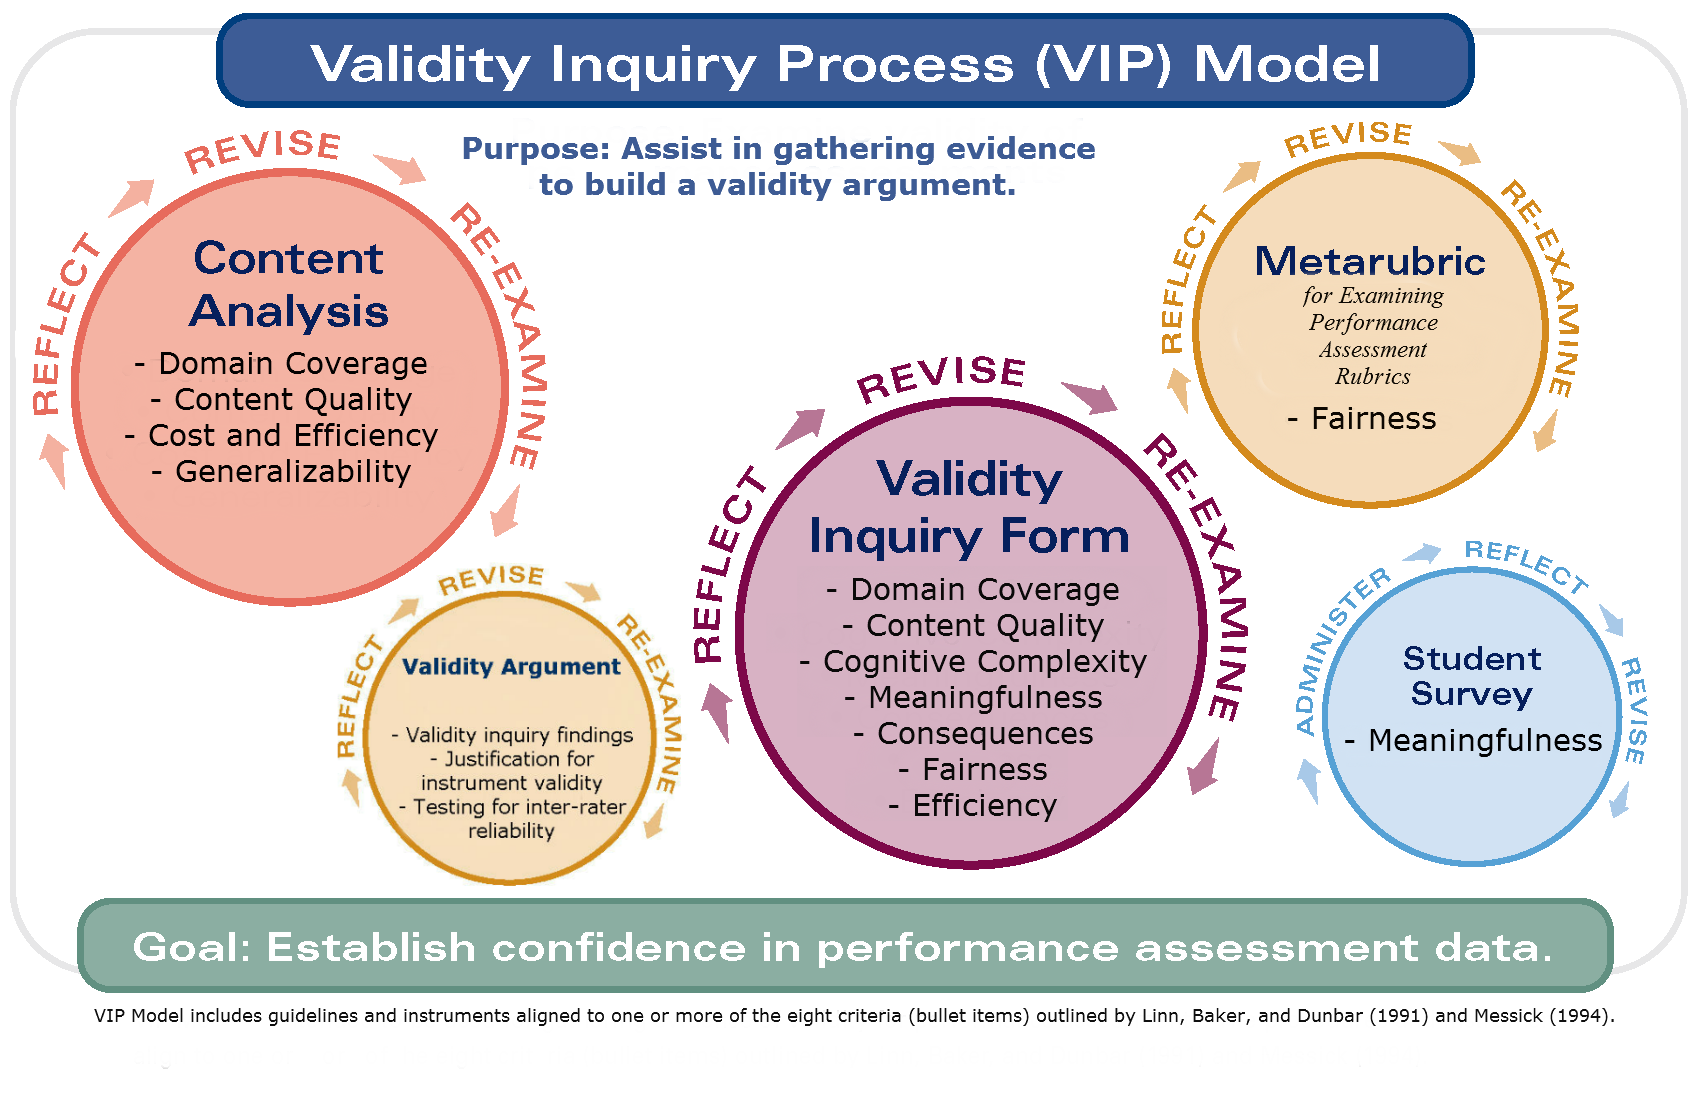 Validity Inquiry Process (VIP) Model
Purpose: Assist in gathering evidence
to build a validity argument.
REFLECT
REVISE
RE-EXAMINE
Content
Analysis
- Domain Coverage
- Content Quality
- Cost and Efficiency
- Generalizability
REFLECT
REVISE
RE-EXAMINE
Validity Argument
- Validity inquiry findings
- Justification for
instrument validity
- Testing for inter-rater
reliability
REFLECT
REVISE
RE-EXAMINE
Validity
Inquiry Form
- Domain Coverage
- Content Quality
- Cognitive Complexity
- Meaningfulness
- Consequences
- Fairness
- Efficiency
REFLECT
REVISE
RE-EXAMINE
Metarubric
for Examining
Performance
Assessment
Rubrics
- Fairness
ADMINISTER
REFLECT
REVISE
Student
Survey
- Meaningfulness
Goal: Establish confidence in performance assessment data.
VIP Model includes guidelines and instruments aligned to one or more of the eight criteria (bullet items) outlined by Linn, Baker, and Dunbar (1991) and Messick (1994).